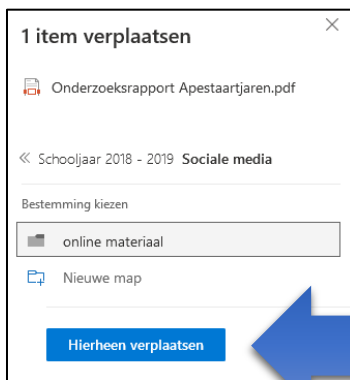 1 item verplaatsen
Onderzoeksrapport Apestaartjaren.pdf
Schooljaar 2018 - 2019 Sociale media
Bestemming kiezen
online materiaal
Nieuwe map
Hierheen verplaatsen